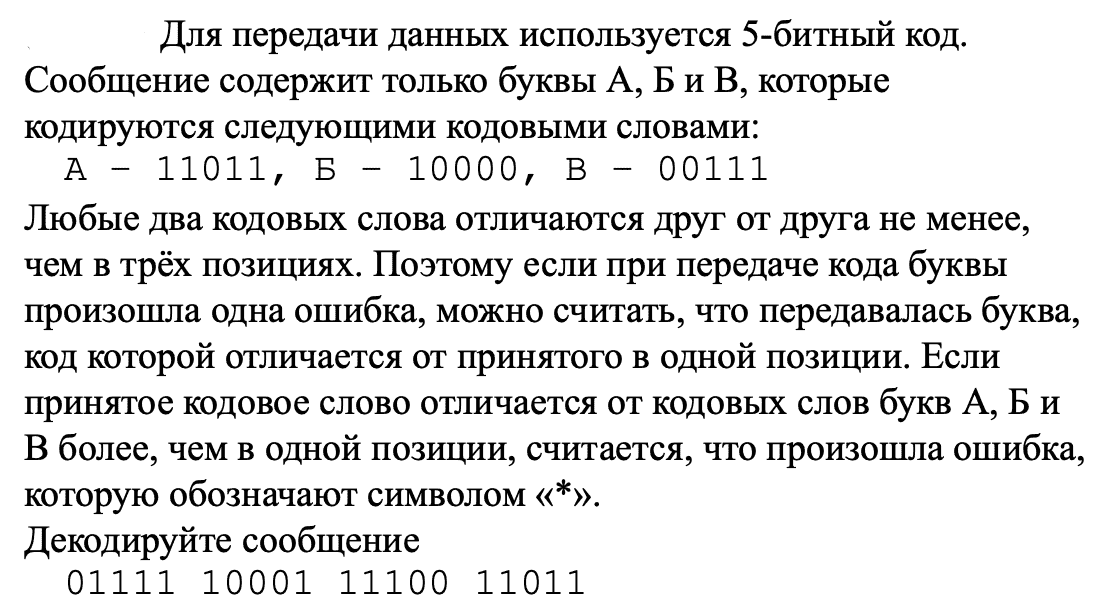 Для передачи данных используется 5-битный код.
Сообщение содержит только буквы А, Б и В, которые
кодируются следующими кодовыми словами:
А – 11011, Б – 10000, В – 00111
Любые два кодовых слова отличаются друг от друга не менее,
чем в трёх позициях. Поэтому если при передаче кода буквы
произошла одна ошибка, можно считать, что передавалась буква,
код которой отличается от принятого в одной позиции. Если
принятое кодовое слово отличается от кодовых слов букв А, Б и
В более, чем в одной позиции, считается, что произошла ошибка,
которую обозначают символом «*».
Декодируйте сообщение
01111 10001 11100 11011